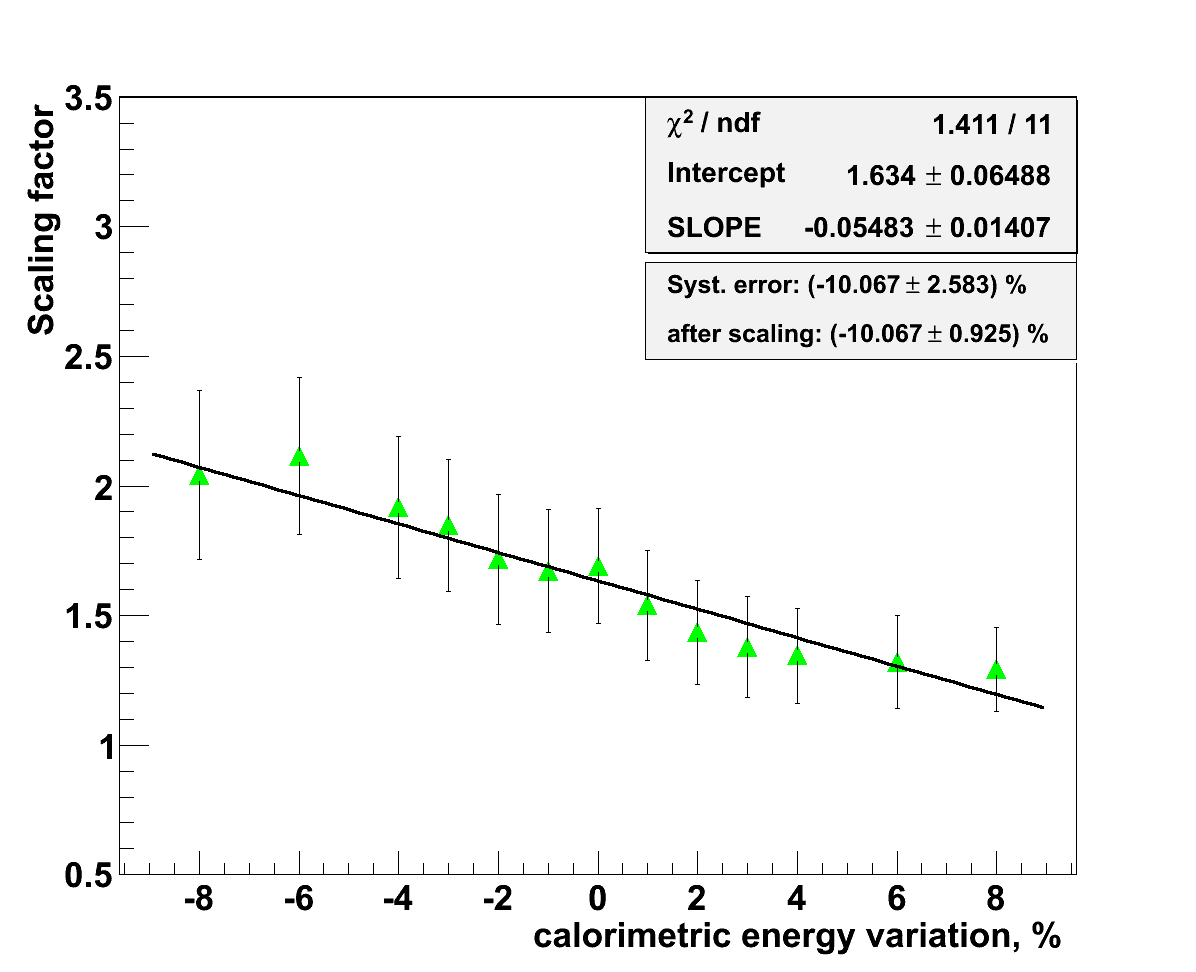 Scaling factor
3.5
3
2.5
2
1.5
1
0.5
χ² / ndf 1.411 / 11
Intercept 1.634 ± 0.06488
SLOPE -0.05483 ± 0.01407
Syst. error: (-10.067 ± 2.583) %
after scaling: (-10.067 ± 0.925) %
-8 -6 -4 -2 0 2 4 6 8
calorimetric energy variation, %